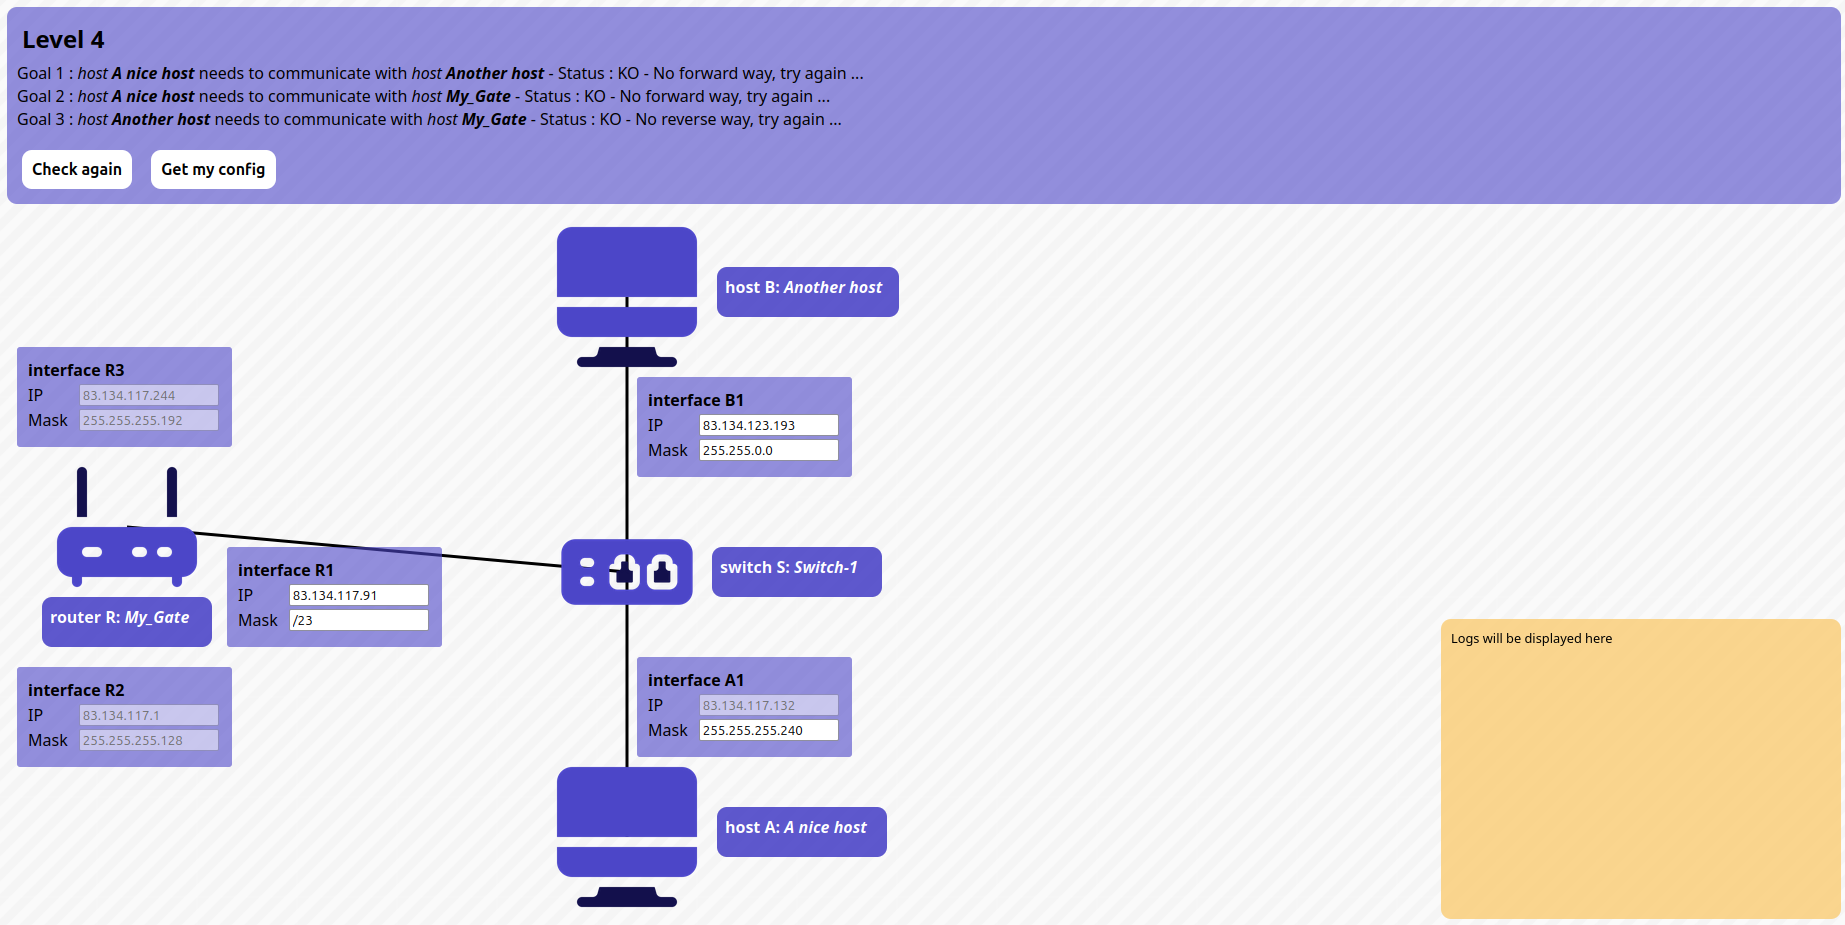 Level 4
Goal 1 : host A nice host needs to communicate with host Another host - Status : KO - No forward way, try again ...
Goal 2 : host A nice host needs to communicate with host My_Gate - Status : KO - No forward way, try again ...
Goal 3 : host Another host needs to communicate with host My_Gate - Status : KO - No reverse way, try again ...
Check again
Get my config
host B: Another host
interface R3
IP 83.134.117.244
Mask 255.255.255.192
interface B1
IP 83.134.123.193
Mask 255.255.0.0
interface R1
IP 83.134.117.91
Mask /23
router R: My_Gate
switch S: Switch-1
Logs will be displayed here
interface R2
IP 83.134.117.1
Mask 255.255.255.128
interface A1
IP 83.134.117.132
Mask 255.255.255.240
host A: A nice host